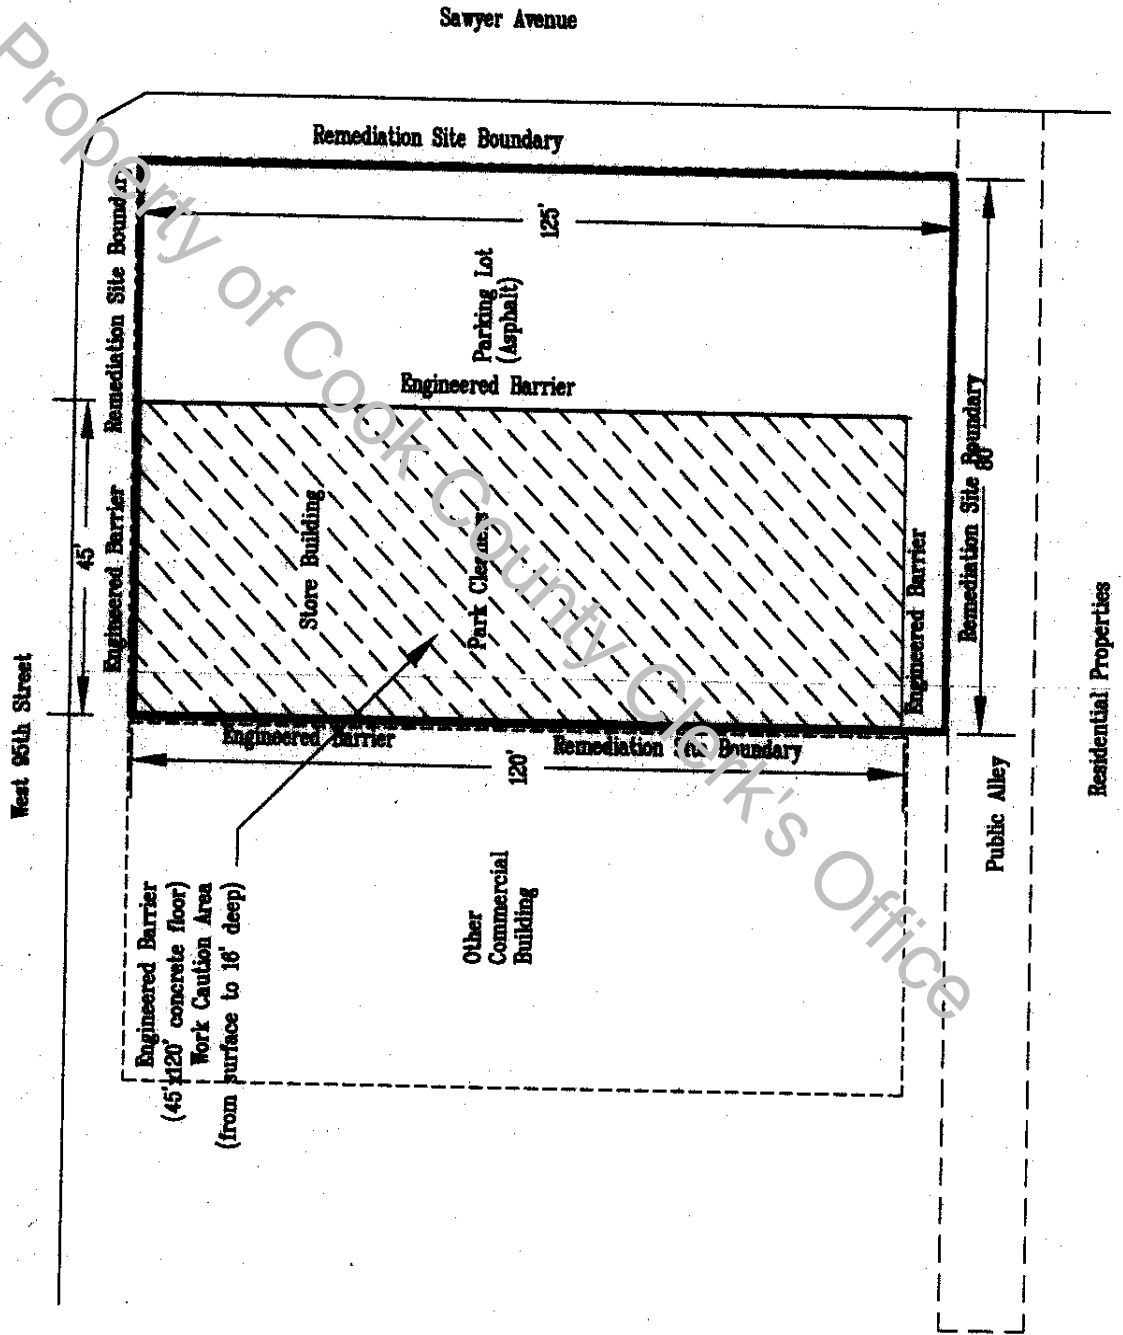 Sawyer Avenue
Remediation Site Boundary
125'
Parking Lot
(Asphalt)
Engineered Barrier
Remediation Site Boundary
Engineered Barrier
45'
West 95th Street
Store Building
Park Cleaners
Engineered Barrier
Remediation Site Boundary
80'
Residential Properties
Public Alley
Engineered Barrier
Remediation Site Boundary
120'
Engineered Barrier
(45'x120' concrete floor)
Work Caution Area
(from surface to 16' deep)
Other
Commercial
Building
Property of Cook County Clerk's Office